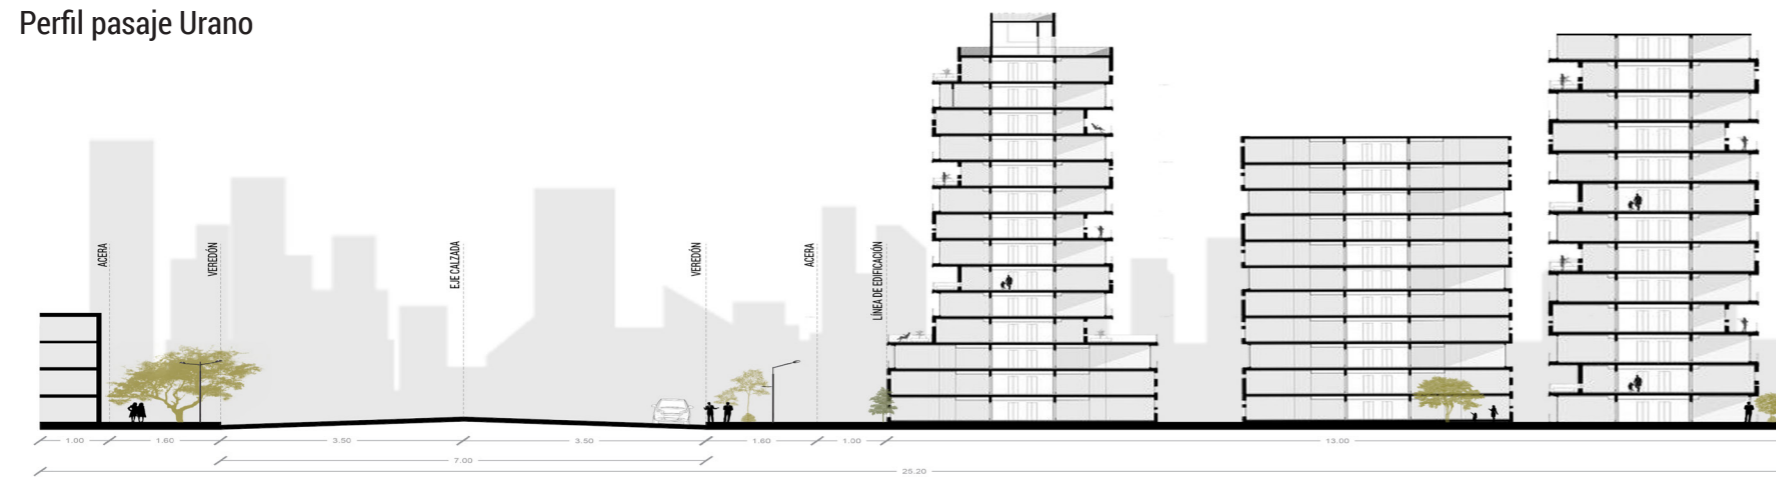 Perfil pasaje Urano
ACERA
VEREDÓN
EJE CALZADA
VEREDÓN
ACERA
LÍNEA DE EDIFICACIÓN
1.00
1.60
3.50
3.50
1.60
1.00
13.00
7.00
25.20